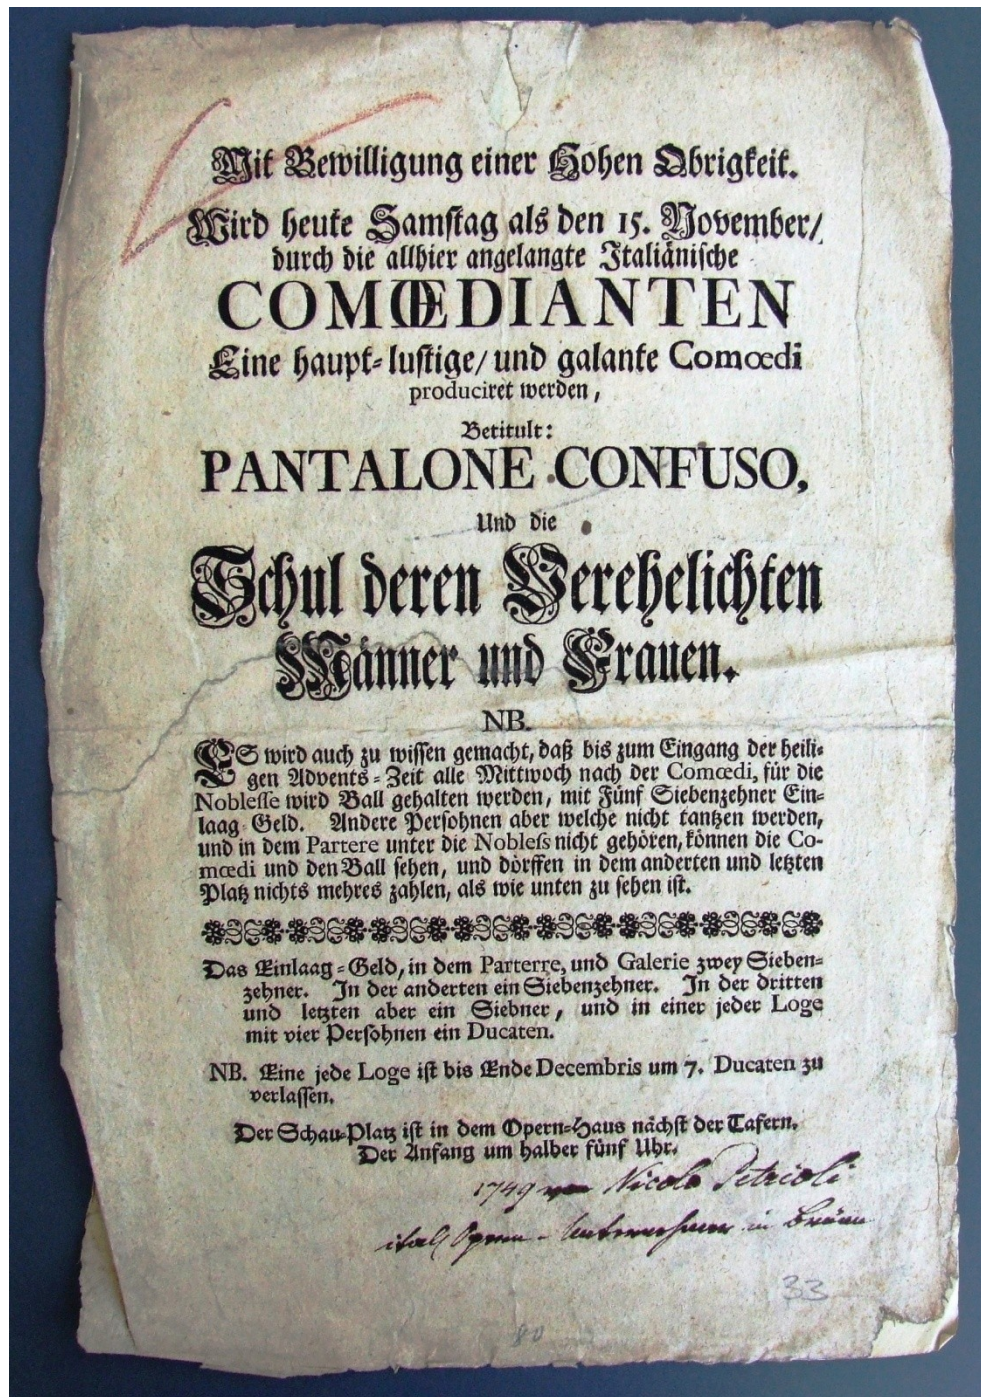 Mit Bewilligung einer Hohen Obrigkeit.
Wird heute Samstag als den 15. November/
durch die allhier angelangte Italiänische
COMŒDIANTEN
Eine haupt-lustige/ und galante Comœdi
produciret werden,
Betitult:
PANTALONE CONFUSO,
Und die
Schul deren Verehelichten
Männer und Frauen.
NB.
ES wird auch zu wissen gemacht, daß bis zum Eingang der heili-
gen Advents-Zeit alle Mittwoch nach der Comœdi, für die
Noblesse wird Ball gehalten werden, mit Fünf Siebenzehner Ein-
laag Geld. Andere Persohnen aber welche nicht tantzen werden,
und in dem Partere unter die Nobless nicht gehören, können die Co-
mœdi und den Ball sehen, und dörffen in dem anderten und letzten
Platz nichts mehres zahlen, als wie unten zu sehen ist.
Das Einlaag-Geld, in dem Parterre, und Galerie zwey Sieben-
zehner. In der anderten ein Siebenzehner. In der dritten
und letzten aber ein Siebner, und in einer jeder Loge
mit vier Persohnen ein Ducaten.
NB. Eine jede Loge ist bis Ende Decembris um 7. Ducaten zu
verlassen.
Der Schau-Platz ist in dem Opern-Haus nächst der Tafern.
Der Anfang um halber fünf Uhr.
1749 von Nicolo Petricoli
ital Opern-Unternehmer in Brünn
33
80